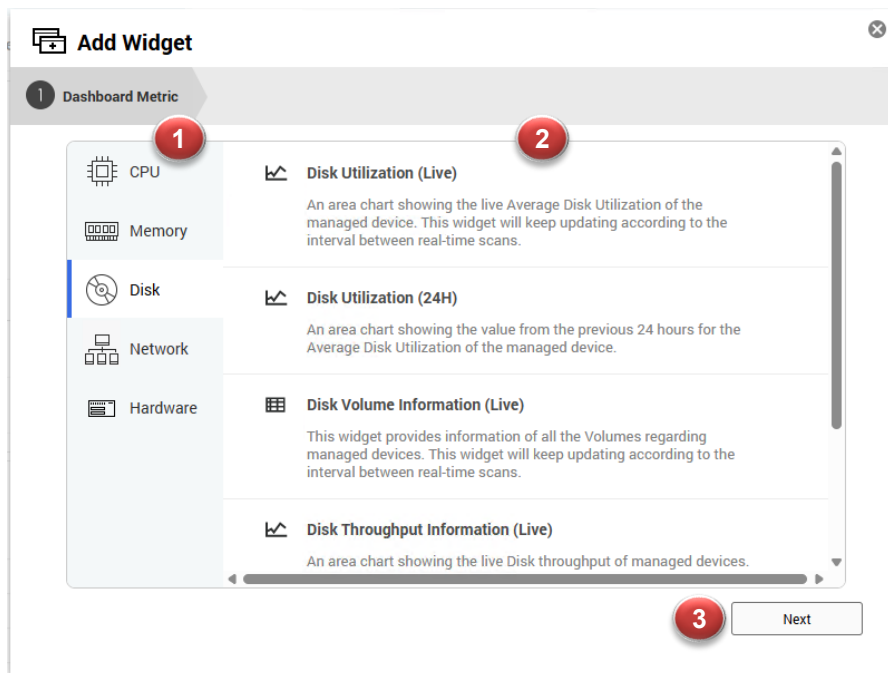 Add Widget
1 Dashboard Metric
1
2
CPU
Memory
Disk
Network
Hardware
Disk Utilization (Live)
An area chart showing the live Average Disk Utilization of the
managed device. This widget will keep updating according to the
interval between real-time scans.
Disk Utilization (24H)
An area chart showing the value from the previous 24 hours for the
Average Disk Utilization of the managed device.
Disk Volume Information (Live)
This widget provides information of all the Volumes regarding
managed devices. This widget will keep updating according to the
interval between real-time scans.
Disk Throughput Information (Live)
An area chart showing the live Disk throughput of managed devices.
3
Next